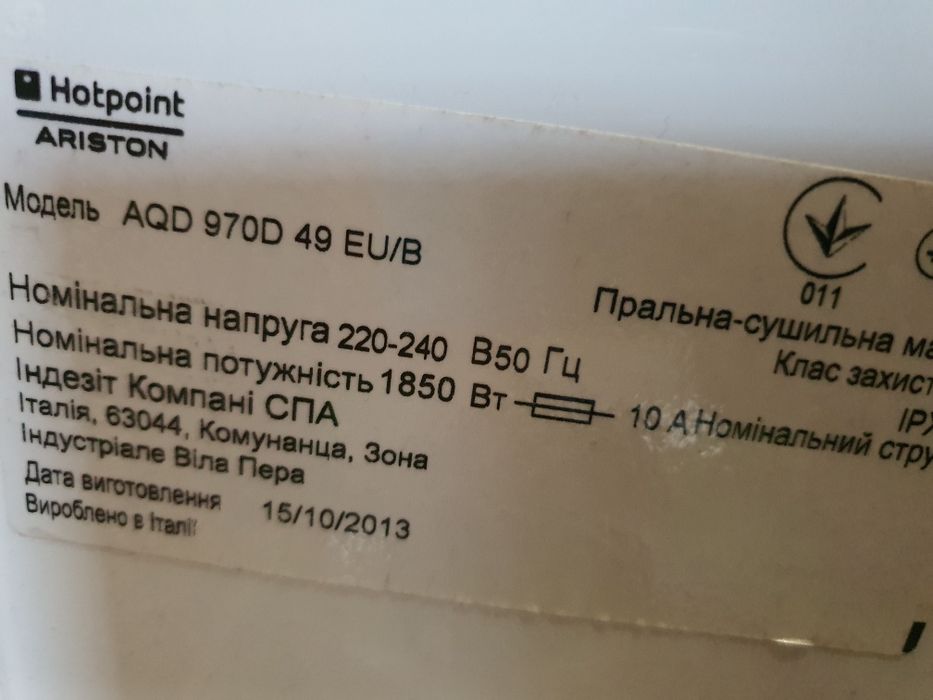 Hotpoint
ARISTON
Модель AQD 970D 49 EU/B
011
Номінальна напруга 220-240 В50 Гц
Пральна-сушильна ма
Номінальна потужність 1850 Вт 10 А Номінальний стру
Клас захист
IPX
Індезіт Компані СПА
Італія, 63044, Комунанца, Зона
Індустріале Віла Пера
Дата виготовлення 15/10/2013
Вироблено в Італії